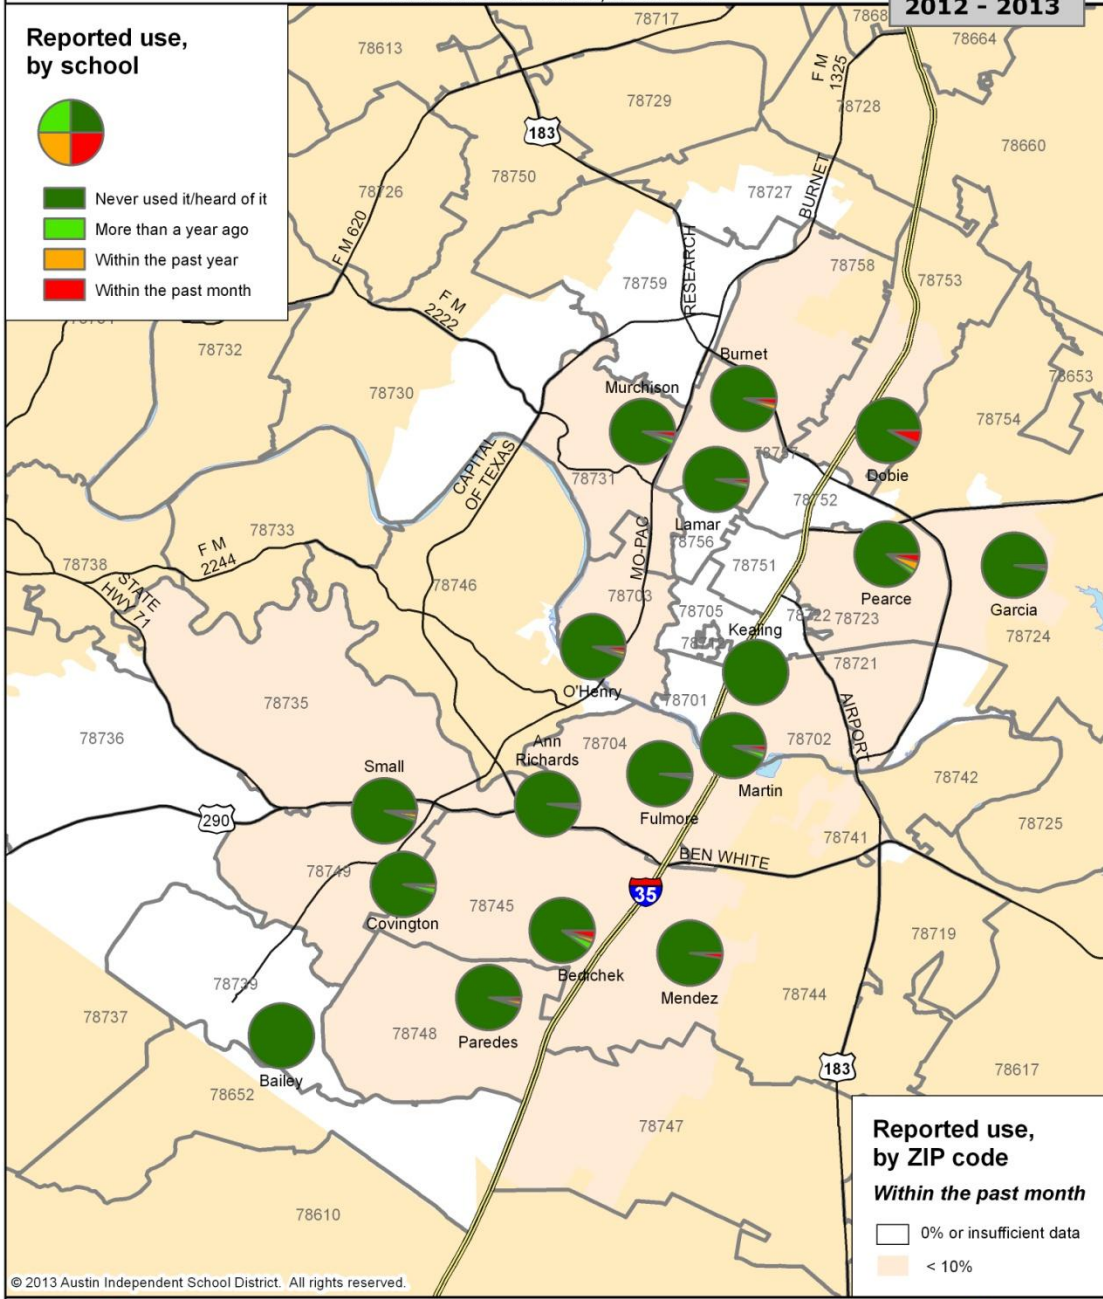 2012 – 2013
Reported use,
by school
Never used it/heard of it
More than a year ago
Within the past year
Within the past month
78717
78664
78613
F M
1325
78729
78728
183
78660
78750
78726
78727
BURNET
F M 620
RESEARCH
78758
78753
78759
F M
2222
78732
Burnet
78653
Murchison
78730
78754
CAPITAL
OF TEXAS
78731
Dobie
78752
Lamar
78733
MO-PAC
78756
F M
2244
78738
78751
STATE
HWY 71
78746
78703
Pearce
Garcia
78705
78722
78723
Kealing
78724
78721
O'Henry
78701
78735
AIRPORT
78736
Ann
Richards
78704
78702
Small
78742
Martin
290
Fulmore
78725
78741
BEN WHITE
78749
35
78745
Covington
78719
Bedichek
78739
78744
Mendez
78737
78748
Paredes
183
78617
Bailey
78652
78747
78610
Reported use,
by ZIP code
Within the past month
0% or insufficient data
< 10%
© 2013 Austin Independent School District.  All rights reserved.